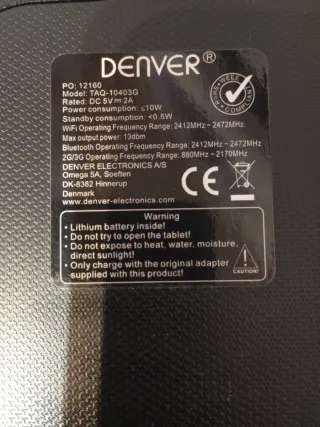 DENVER®
PO: 12160
Model: TAQ-10403G
Rated: DC 5V⎓2A
Power consumption: ≤10W
Standby consumption: <0.5W
WiFi Operating Frequency Range: 2412MHz~2472MHz.
Max output power: 13dbm
Bluetooth Operating Frequency Range: 2412MHz~2472MHz
2G/3G Operating Frequency Range: 880MHz~2170MHz
DENVER ELECTRONICS A/S
Omega 5A, Soeften
DK-8382 Hinnerup
Denmark
www.denver-electronics.com
RoHS+WEEE
COMPLIANT
CE
Warning
• Lithium battery inside!
• Do not try to open the tablet!
• Do not expose to heat, water, moisture,
direct sunlight!
• Only charge with the original adapter
supplied with this product!
!
CAUTION!